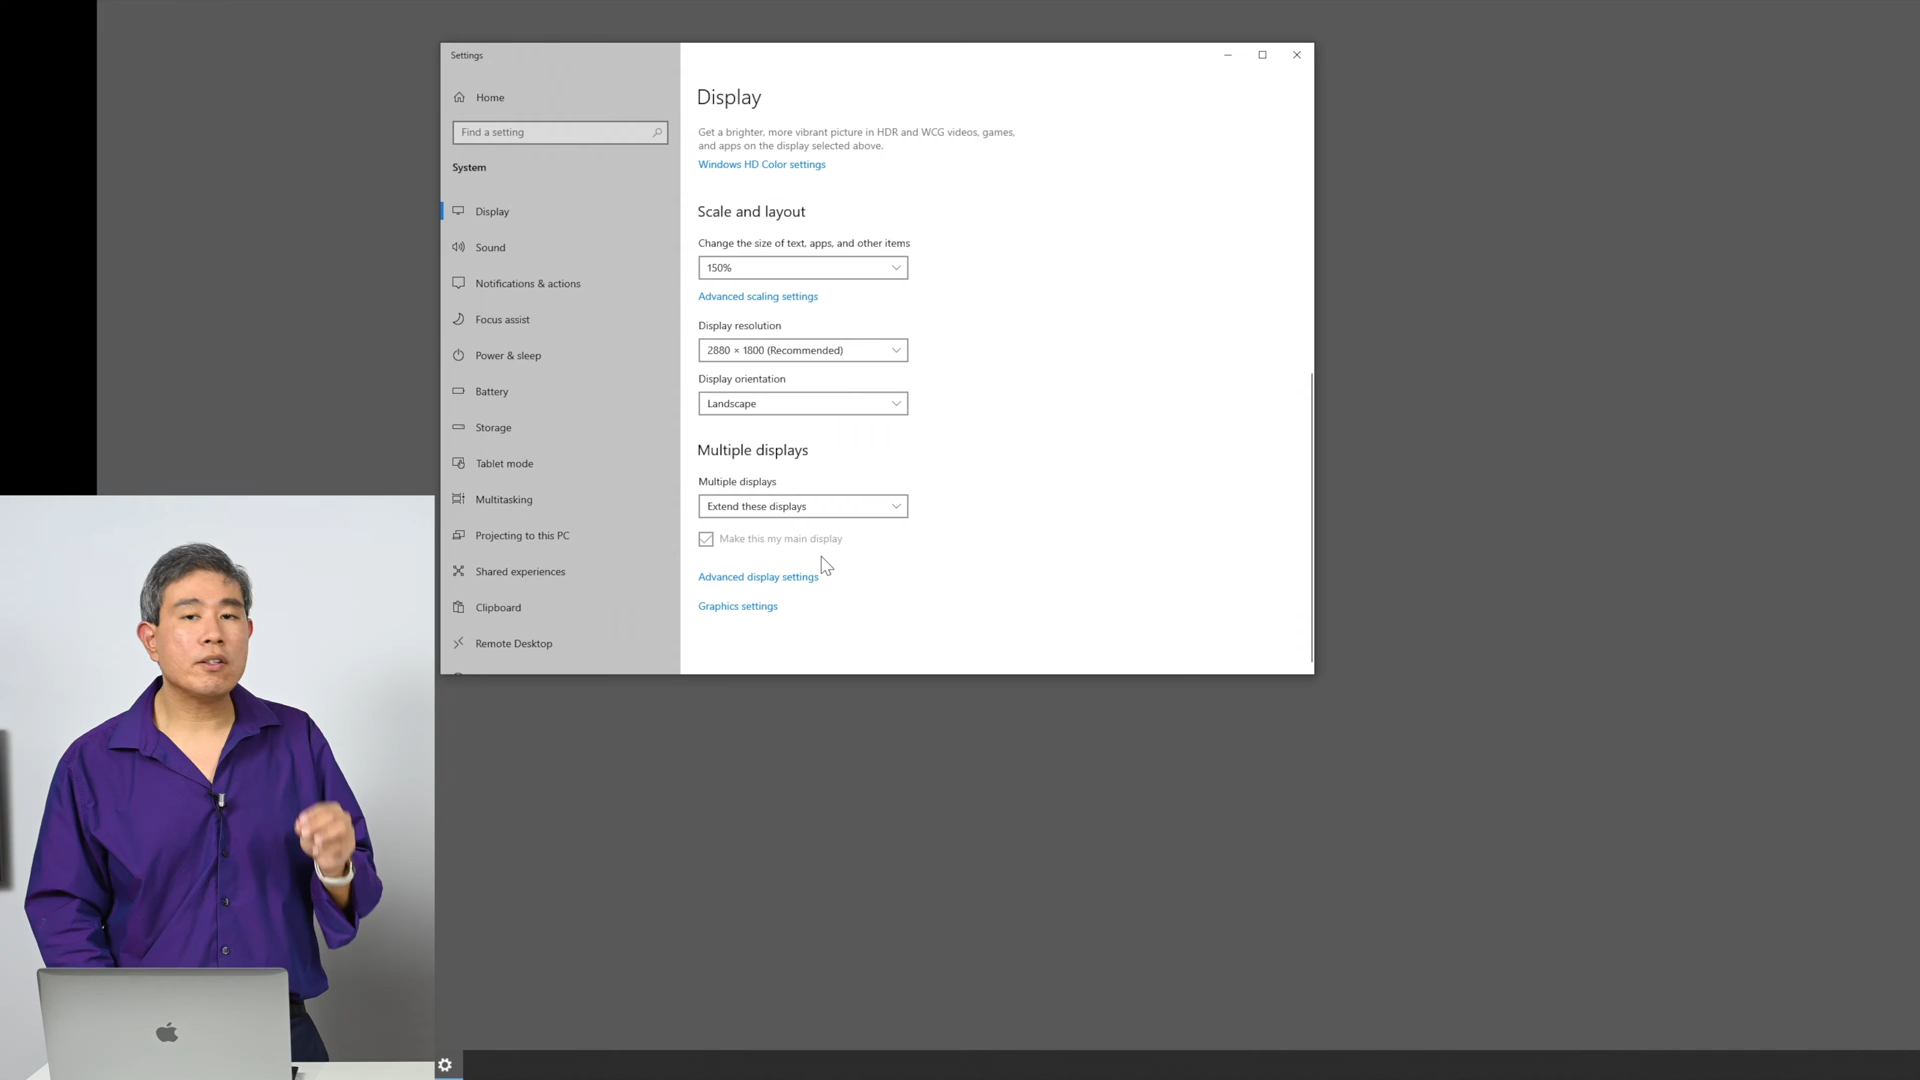 Settings
Home
Find a setting
System
Display
Sound
Notifications & actions
Focus assist
Power & sleep
Battery
Storage
Tablet mode
Multitasking
Projecting to this PC
Shared experiences
Clipboard
Remote Desktop
Display
Get a brighter, more vibrant picture in HDR and WCG videos, games,
and apps on the display selected above.
Windows HD Color settings
Scale and layout
Change the size of text, apps, and other items
150%
Advanced scaling settings
Display resolution
2880 × 1800 (Recommended)
Display orientation
Landscape
Multiple displays
Multiple displays
Extend these displays
Make this my main display
Advanced display settings
Graphics settings